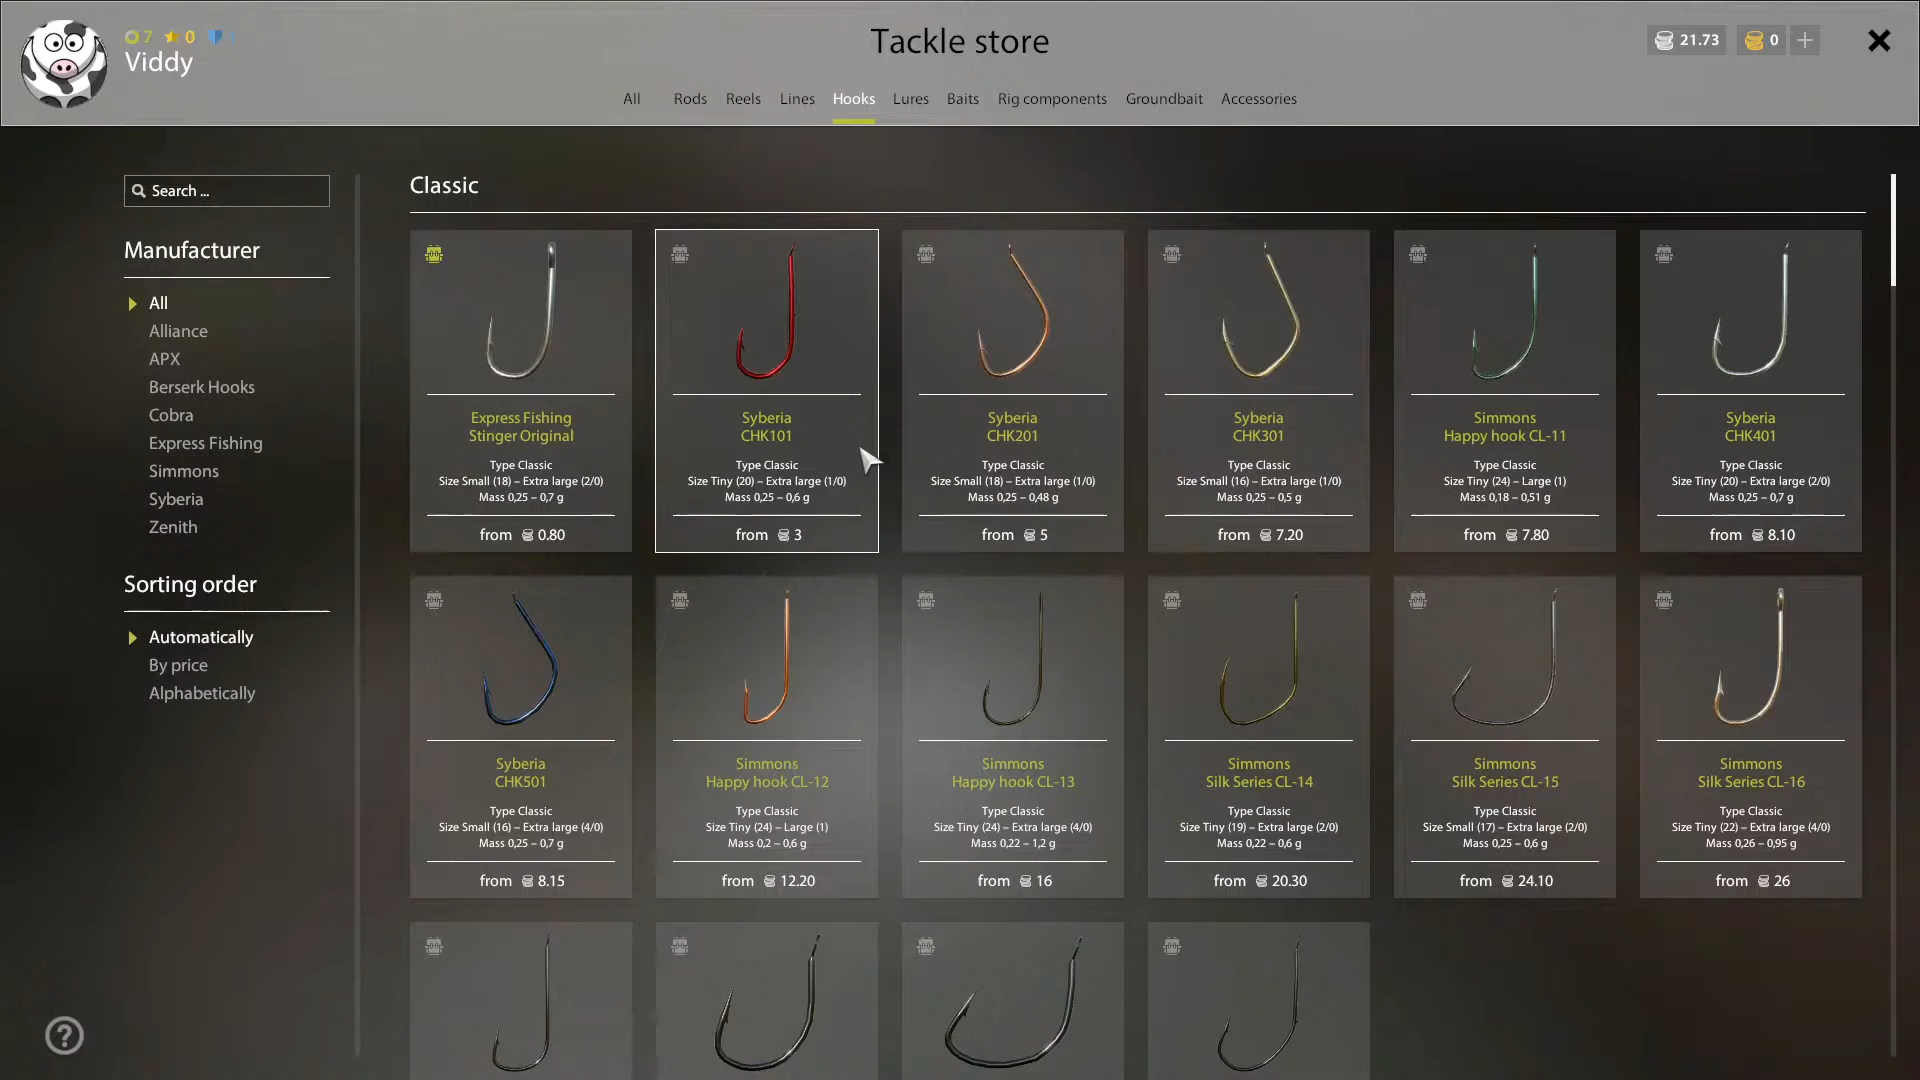 7 0
Viddy
Tackle store
21.73
0
All Rods Reels Lines Hooks Lures Baits Rig components Groundbait Accessories
Search ...
Manufacturer
All
Alliance
APX
Berserk Hooks
Cobra
Express Fishing
Simmons
Syberia
Zenith
Sorting order
Automatically
By price
Alphabetically
Classic
Express Fishing
Stinger Original
Type Classic
Size Small (18) – Extra large (2/0)
Mass 0,25 – 0,7 g
from 0.80
Syberia
CHK101
Type Classic
Size Tiny (20) – Extra large (1/0)
Mass 0,25 – 0,6 g
from 3
Syberia
CHK201
Type Classic
Size Small (18) – Extra large (1/0)
Mass 0,25 – 0,48 g
from 5
Syberia
CHK301
Type Classic
Size Small (16) – Extra large (1/0)
Mass 0,25 – 0,5 g
from 7.20
Simmons
Happy hook CL-11
Type Classic
Size Tiny (24) – Large (1)
Mass 0,18 – 0,51 g
from 7.80
Syberia
CHK401
Type Classic
Size Tiny (20) – Extra large (2/0)
Mass 0,25 – 0,7 g
from 8.10
Syberia
CHK501
Type Classic
Size Small (16) – Extra large (4/0)
Mass 0,25 – 0,7 g
from 8.15
Simmons
Happy hook CL-12
Type Classic
Size Tiny (24) – Large (1)
Mass 0,2 – 0,6 g
from 12.20
Simmons
Happy hook CL-13
Type Classic
Size Tiny (24) – Extra large (4/0)
Mass 0,22 – 1,2 g
from 16
Simmons
Silk Series CL-14
Type Classic
Size Tiny (19) – Extra large (2/0)
Mass 0,22 – 0,6 g
from 20.30
Simmons
Silk Series CL-15
Type Classic
Size Small (17) – Extra large (2/0)
Mass 0,25 – 0,6 g
from 24.10
Simmons
Silk Series CL-16
Type Classic
Size Tiny (22) – Extra large (4/0)
Mass 0,26 – 0,95 g
from 26
?